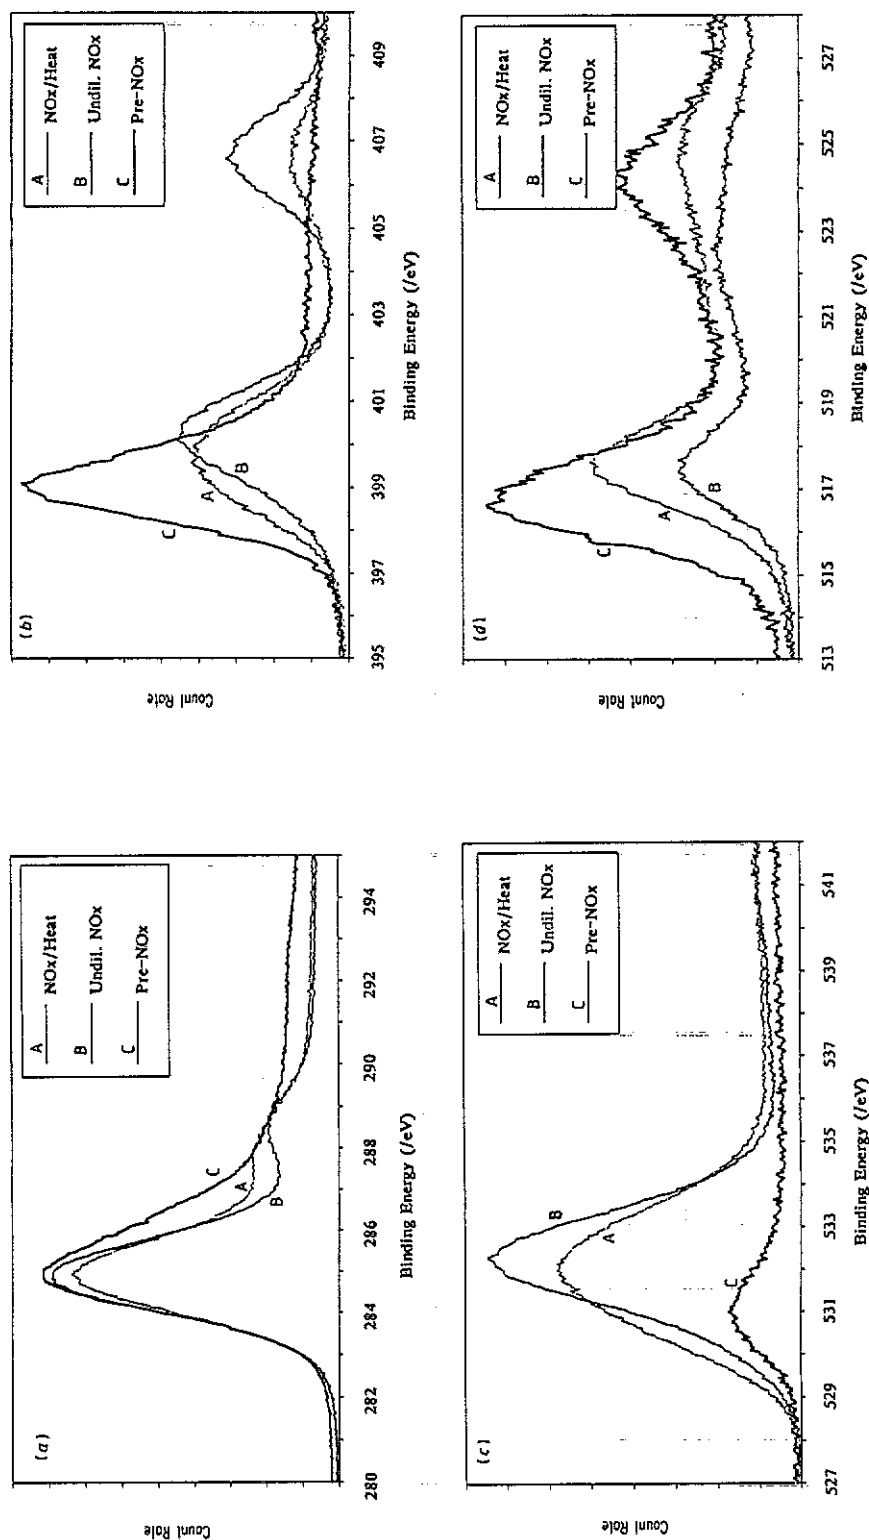 (a)
A NOx/Heat
B Undil. NOx
C Pre-NOx
C
A
B
Count Rate
280 282 284 286 288 290 292 294
Binding Energy (/eV)
(b)
A NOx/Heat
B Undil. NOx
C Pre-NOx
C
A
B
Count Rate
395 397 399 401 403 405 407 409
Binding Energy (/eV)
(c)
A NOx/Heat
B Undil. NOx
C Pre-NOx
B
A
C
Count Rate
527 529 531 533 535 537 539 541
Binding Energy (/eV)
(d)
A NOx/Heat
B Undil. NOx
C Pre-NOx
C
A
B
Count Rate
513 515 517 519 521 523 525 527
Binding Energy (/eV)